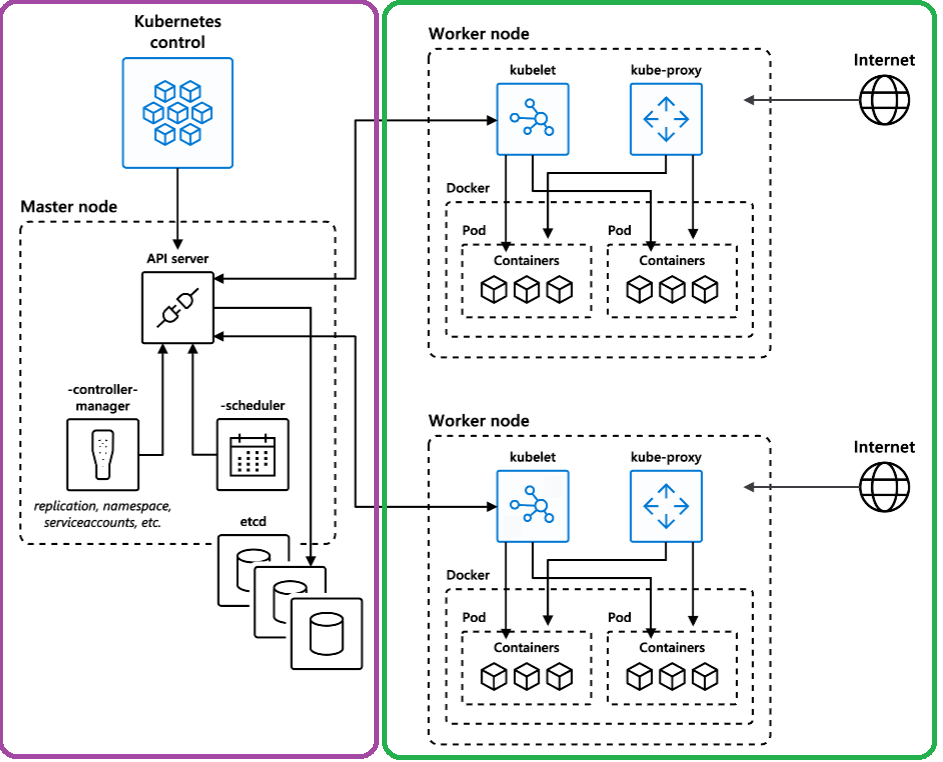 Kubernetes
control
Master node
API server
-controller-
manager
-scheduler
replication, namespace,
serviceaccounts, etc.
etcd
Worker node
kubelet
kube-proxy
Internet
Docker
Pod
Pod
Containers
Containers
Worker node
kubelet
kube-proxy
Internet
Docker
Pod
Pod
Containers
Containers